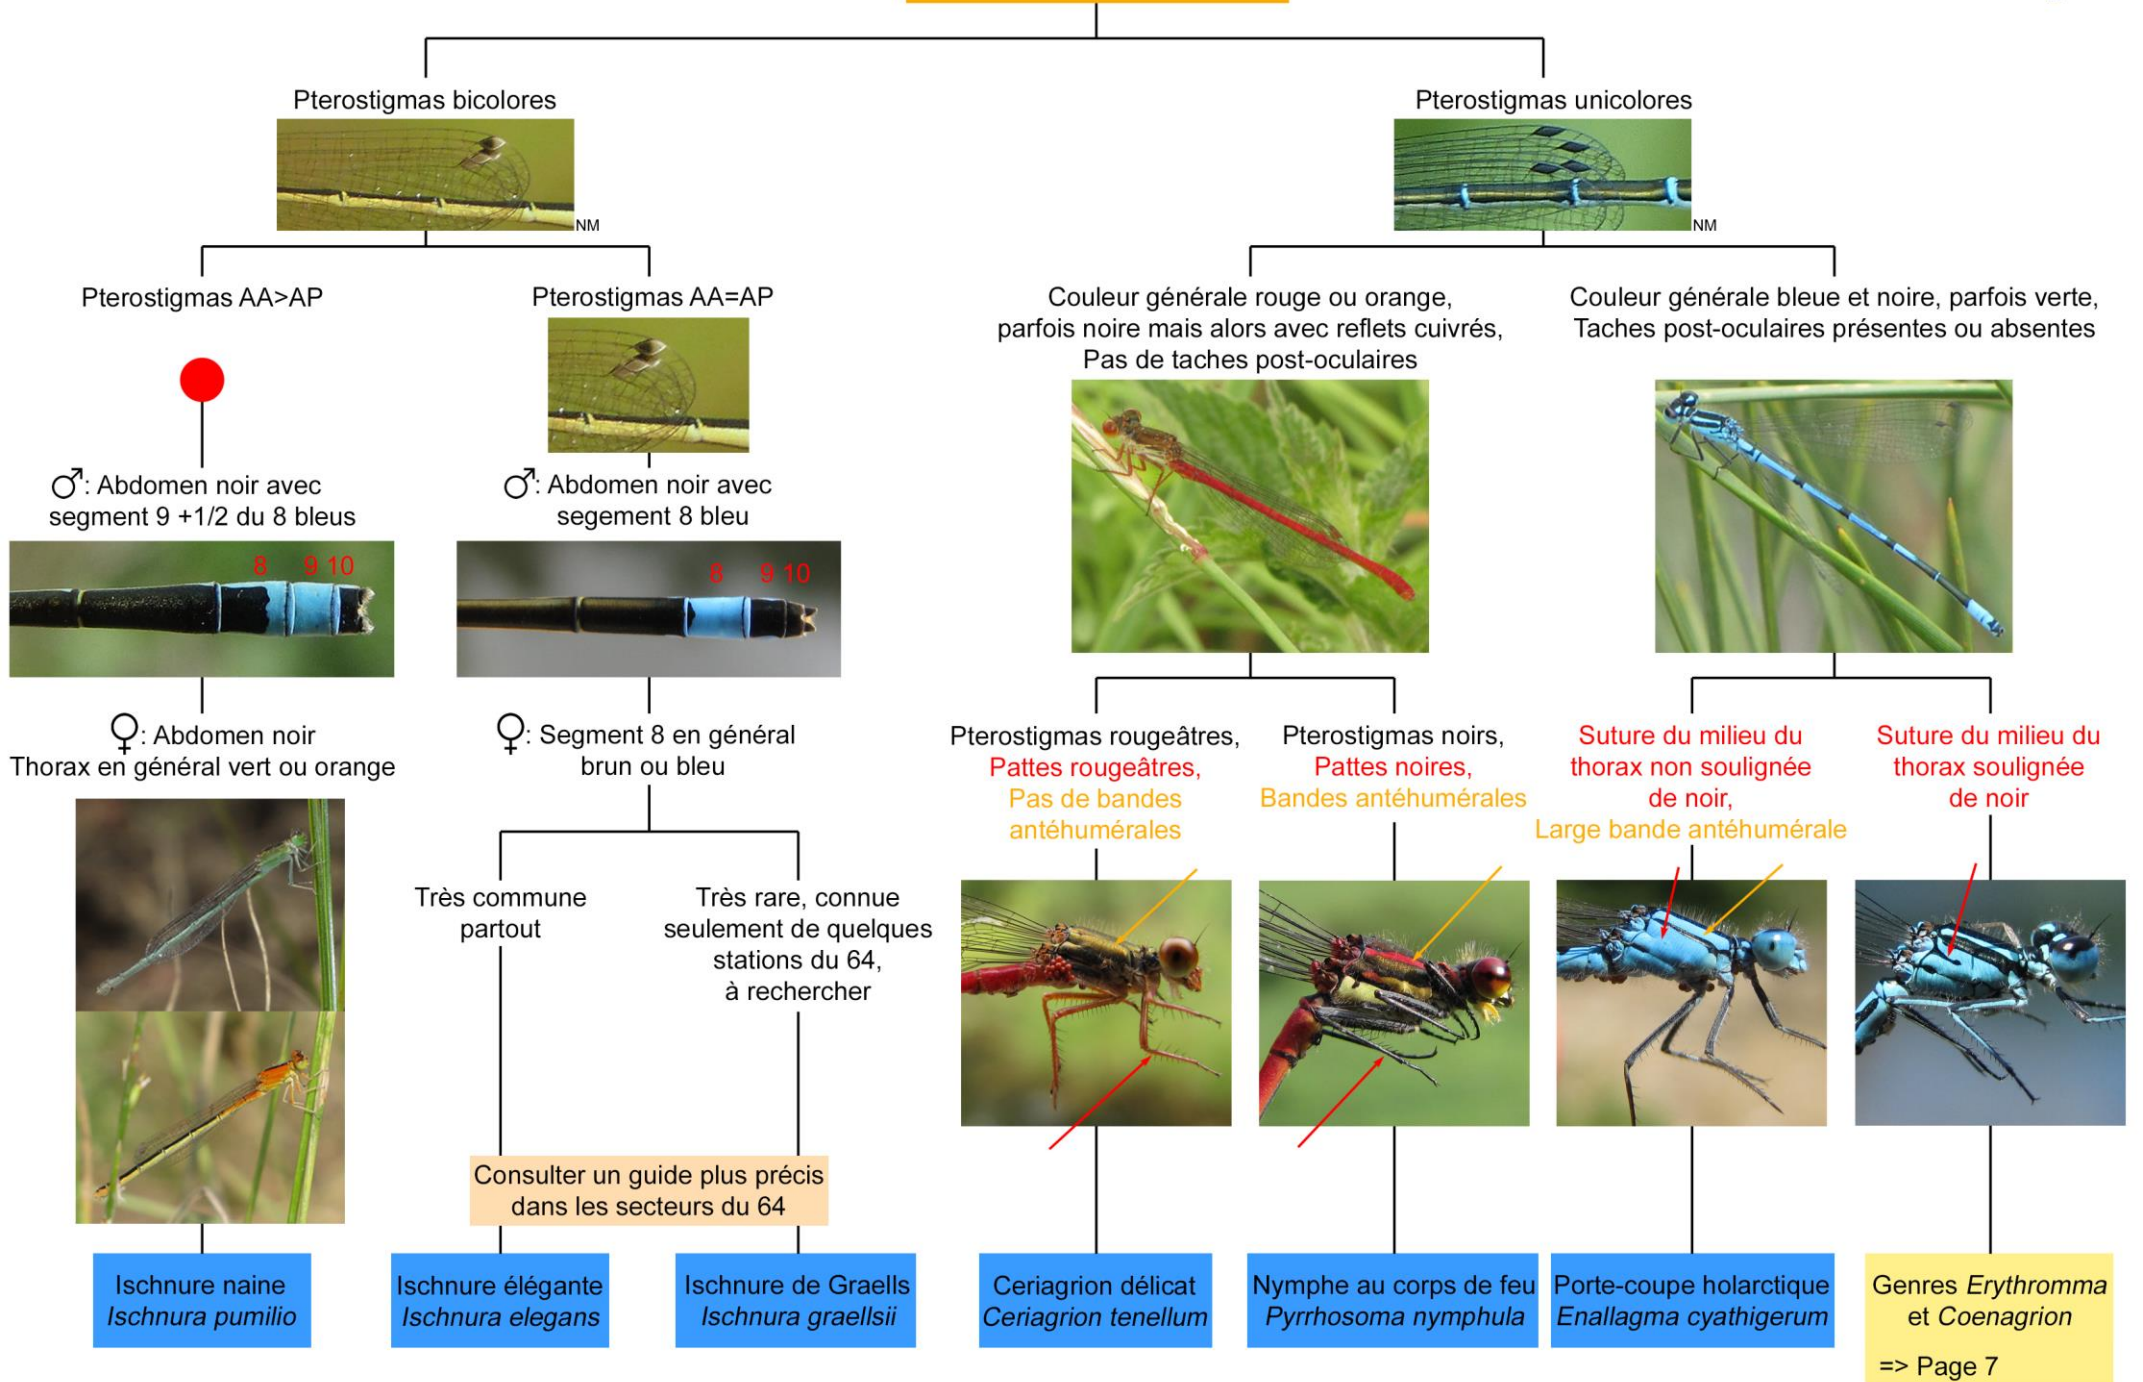 Pterostigmas bicolores
Pterostigmas unicolores
NM
NM
Pterostigmas AA>AP
Pterostigmas AA=AP
Couleur générale rouge ou orange,
parfois noire mais alors avec reflets cuivrés,
Pas de taches post-oculaires
Couleur générale bleue et noire, parfois verte,
Taches post-oculaires présentes ou absentes
♂: Abdomen noir avec
segment 9 +1/2 du 8 bleus
♂: Abdomen noir avec
segement 8 bleu
8 9 10
8 9 10
♀: Abdomen noir
Thorax en général vert ou orange
♀: Segment 8 en général
brun ou bleu
Pterostigmas rougeâtres,
Pattes rougeâtres,
Pas de bandes
antéhumérales
Pterostigmas noirs,
Pattes noires,
Bandes antéhumérales
Suture du milieu du
thorax non soulignée
de noir,
Large bande antéhumérale
Suture du milieu du
thorax soulignée
de noir
Très commune
partout
Très rare, connue
seulement de quelques
stations du 64,
à rechercher
Consulter un guide plus précis
dans les secteurs du 64
Ischnure naine
Ischnura pumilio
Ischnure élégante
Ischnura elegans
Ischnure de Graells
Ischnura graellsii
Ceriagrion délicat
Ceriagrion tenellum
Nymphe au corps de feu
Pyrrhosoma nymphula
Porte-coupe holarctique
Enallagma cyathigerum
Genres Erythromma
et Coenagrion
=> Page 7